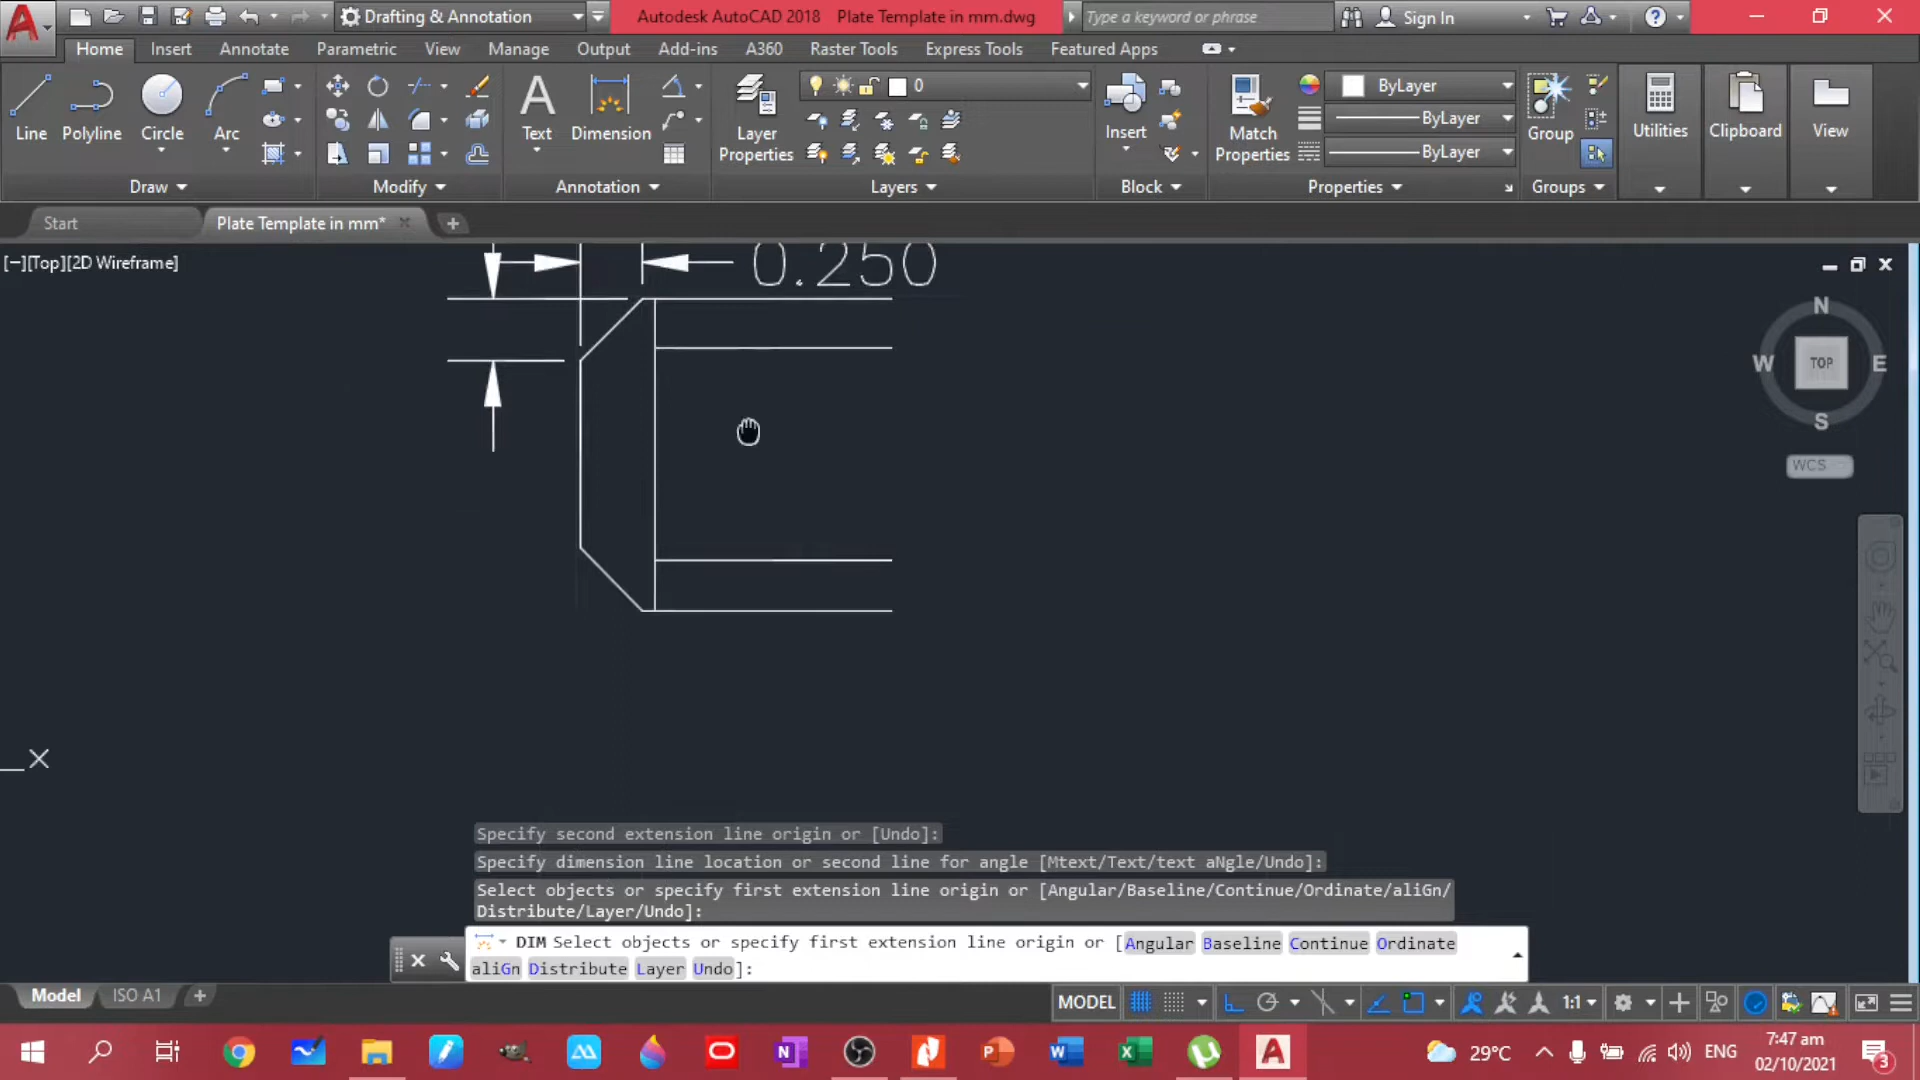 Drafting & Annotation
Autodesk AutoCAD 2018 Plate Template in mm.dwg
Type a keyword or phrase
Sign In
Home Insert Annotate Parametric View Manage Output Add-ins A360 Raster Tools Express Tools Featured Apps
0
ByLayer
Line Polyline Circle Arc
Text Dimension
Layer
Properties
Insert
Match
Properties
ByLayer
ByLayer
Group
Utilities
Clipboard
View
Draw
Modify
Annotation
Layers
Block
Properties
Groups
Start
Plate Template in mm*
[−][Top][2D Wireframe]
0.250
N
W TOP E
S
WCS
X
Specify second extension line origin or [Undo]:
Specify dimension line location or second line for angle [Mtext/Text/text aNgle/Undo]:
Select objects or specify first extension line origin or [Angular/Baseline/Continue/Ordinate/aliGn/
Distribute/Layer/Undo]:
DIM Select objects or specify first extension line origin or [Angular Baseline Continue Ordinate
aliGn Distribute Layer Undo]:
Model
ISO A1
MODEL
1:1
29°C
ENG
7:47 am
02/10/2021
3